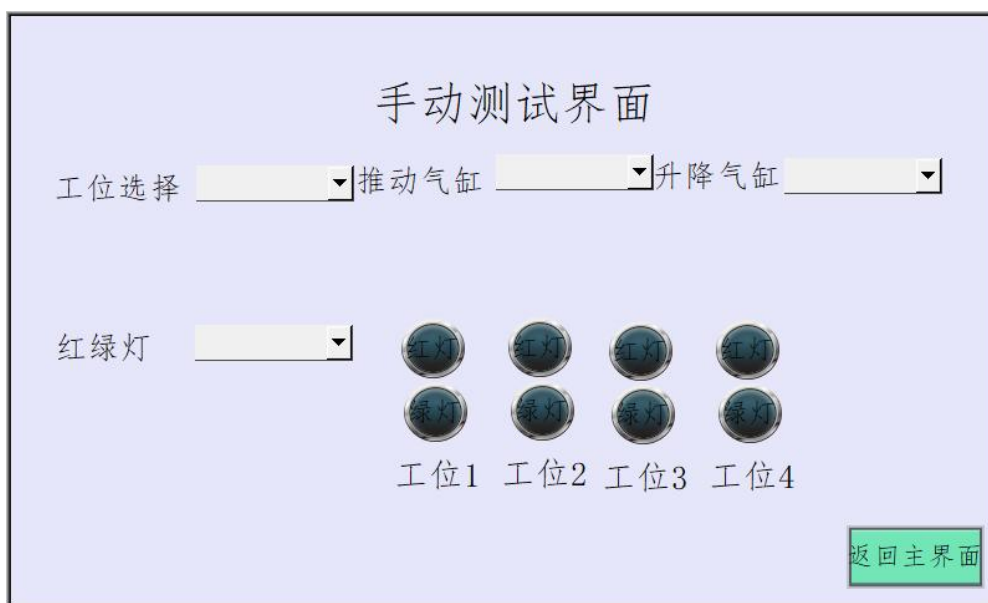 手动测试界面
工位选择 推动气缸 升降气缸
红绿灯 红灯 红灯 红灯 红灯
绿灯 绿灯 绿灯 绿灯
工位1 工位2 工位3 工位4
返回主界面